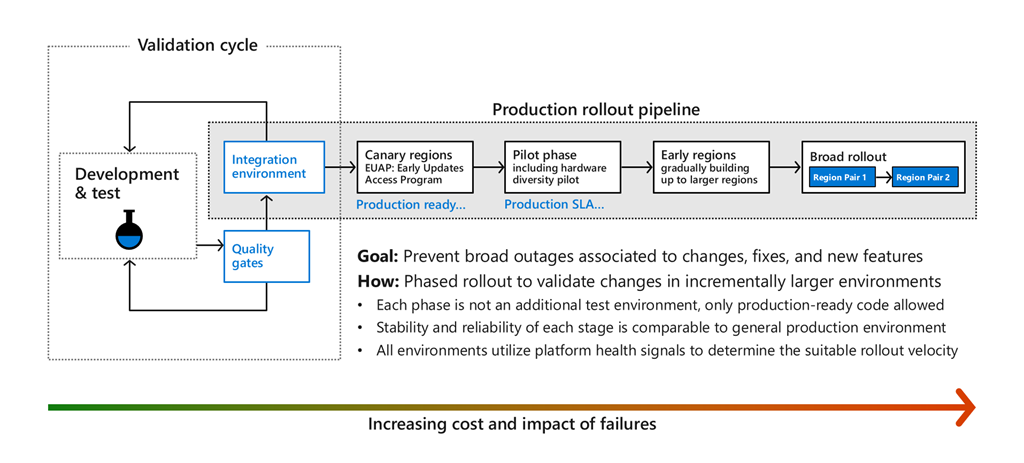 Validation cycle
Production rollout pipeline
Development
& test
Integration
environment
Quality
gates
Canary regions
EUAP: Early Updates
Access Program
Production ready...
Pilot phase
including hardware
diversity pilot
Production SLA...
Early regions
gradually building
up to larger regions
Broad rollout
Region Pair 1
Region Pair 2
Goal: Prevent broad outages associated to changes, fixes, and new features
How: Phased rollout to validate changes in incrementally larger environments
• Each phase is not an additional test environment, only production-ready code allowed
• Stability and reliability of each stage is comparable to general production environment
• All environments utilize platform health signals to determine the suitable rollout velocity
Increasing cost and impact of failures